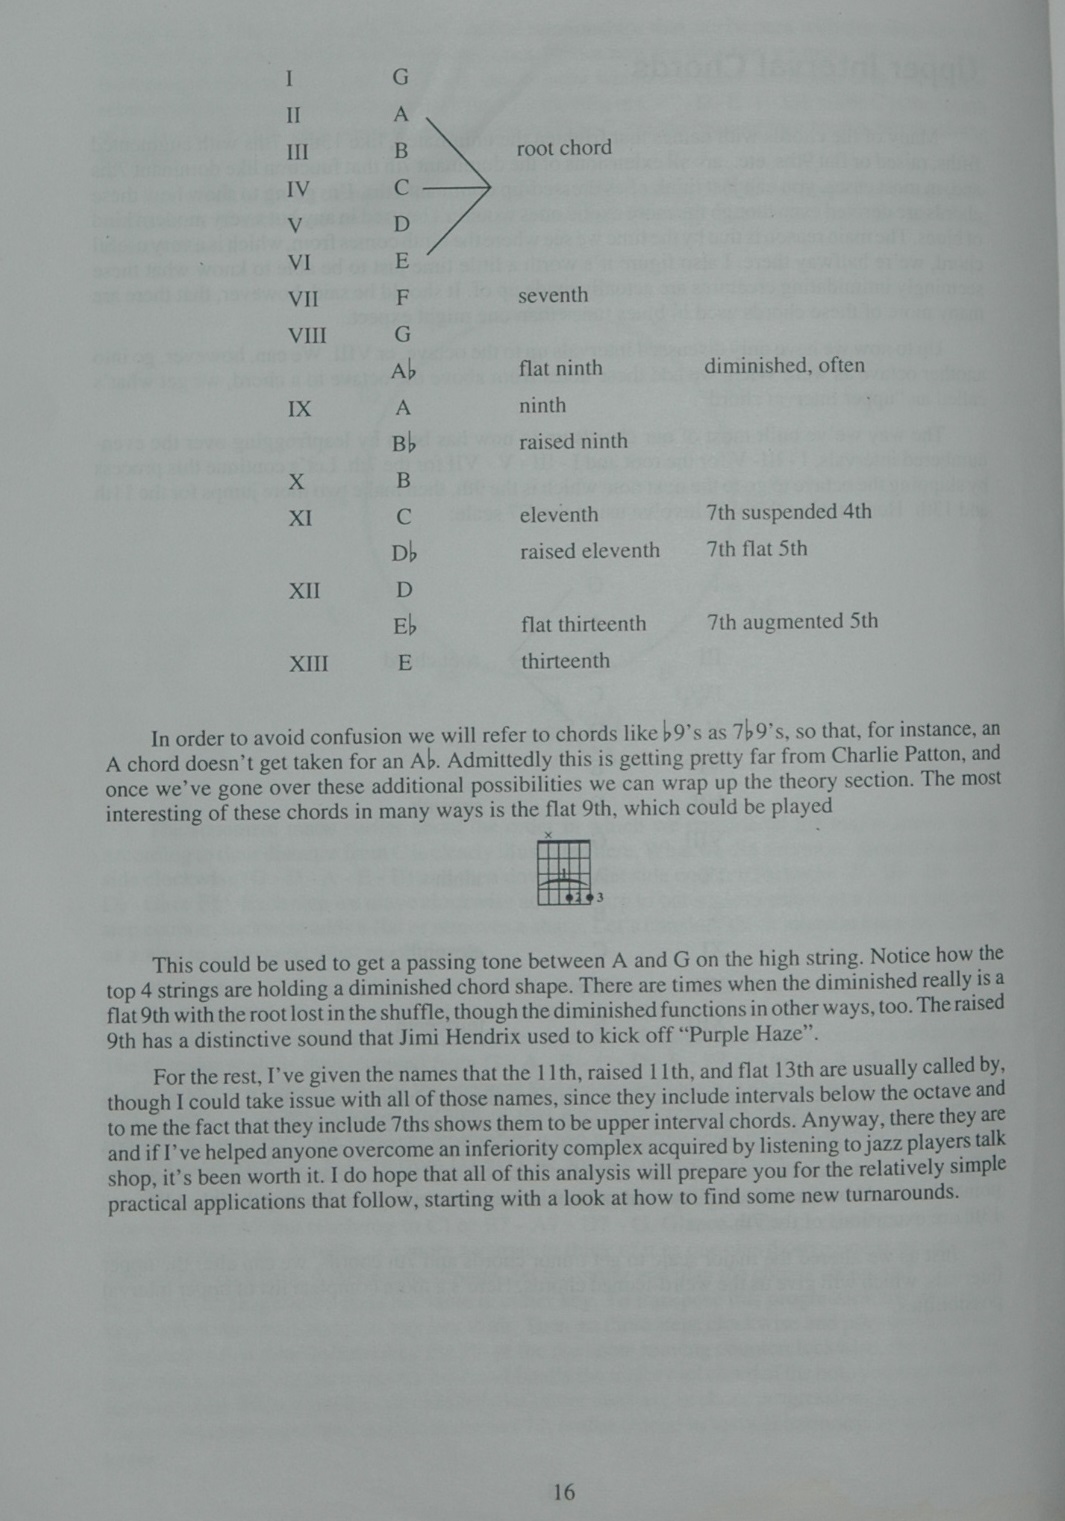 I G
II A
III B root chord
IV C
V D
VI E
VII F seventh
VIII G
A♭ flat ninth diminished, often
IX A ninth
B♭ raised ninth
X B
XI C eleventh 7th suspended 4th
D♭ raised eleventh 7th flat 5th
XII D
E♭ flat thirteenth 7th augmented 5th
XIII E thirteenth
In order to avoid confusion we will refer to chords like ♭9's as 7♭9's, so that, for instance, an
A chord doesn't get taken for an A♭. Admittedly this is getting pretty far from Charlie Patton, and
once we've gone over these additional possibilities we can wrap up the theory section. The most
interesting of these chords in many ways is the flat 9th, which could be played
x
1
2 3
This could be used to get a passing tone between A and G on the high string. Notice how the
top 4 strings are holding a diminished chord shape. There are times when the diminished really is a
flat 9th with the root lost in the shuffle, though the diminished functions in other ways, too. The raised
9th has a distinctive sound that Jimi Hendrix used to kick off “Purple Haze”.
For the rest, I've given the names that the 11th, raised 11th, and flat 13th are usually called by,
though I could take issue with all of those names, since they include intervals below the octave and
to me the fact that they include 7ths shows them to be upper interval chords. Anyway, there they are
and if I've helped anyone overcome an inferiority complex acquired by listening to jazz players talk
shop, it's been worth it. I do hope that all of this analysis will prepare you for the relatively simple
practical applications that follow, starting with a look at how to find some new turnarounds.
16